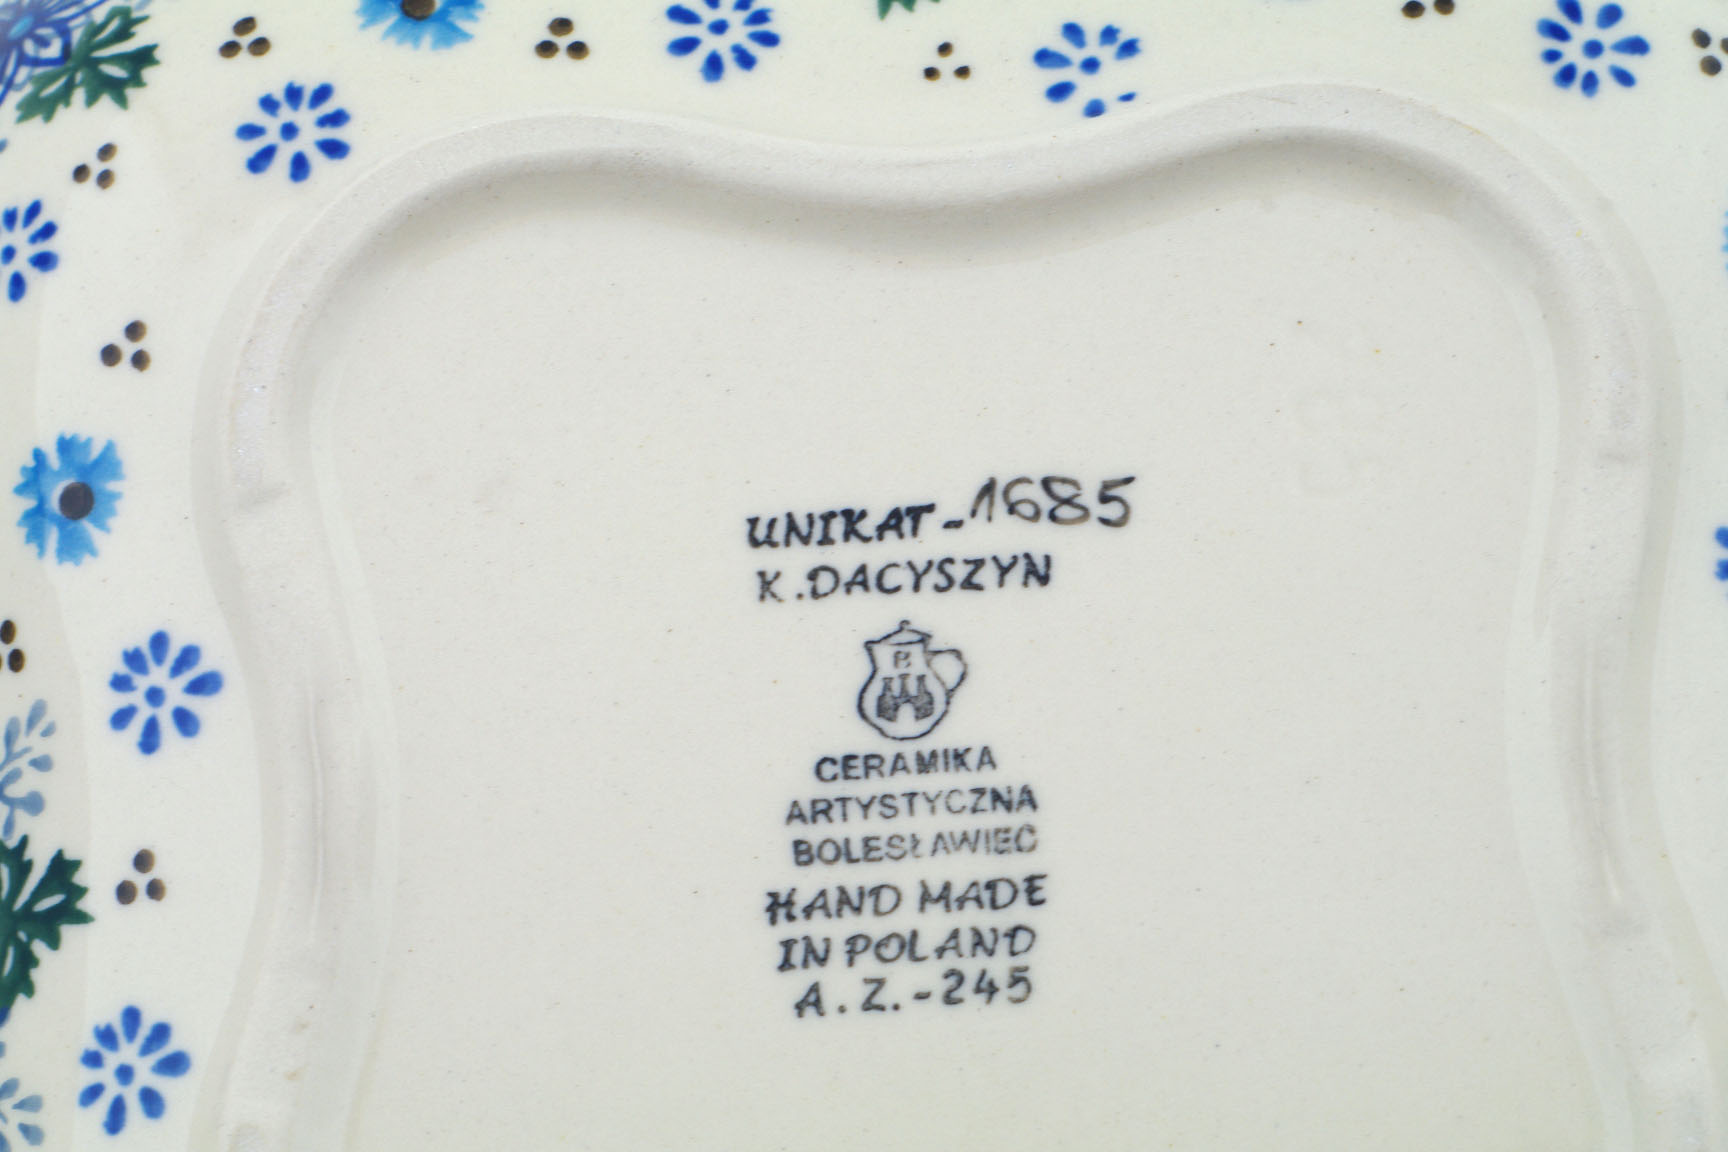 UNIKAT-1685
K.DACYSZYN
B
CERAMIKA
ARTYSTYCZNA
BOLESŁAWIEC
HAND MADE
IN POLAND
A.Z.-245